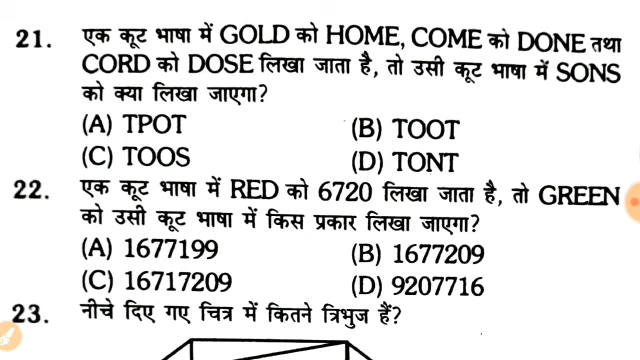 21. एक कूट भाषा में GOLD को HOME, COME को DONE तथा
CORD को DOSE लिखा जाता है, तो उसी कूट भाषा में SONS
को क्या लिखा जाएगा?
(A) TPOT (B) TOOT
(C) TOOS (D) TONT
22. एक कूट भाषा में RED को 6720 लिखा जाता है, तो GREEN
को उसी कूट भाषा में किस प्रकार लिखा जाएगा?
(A) 1677199 (B) 1677209
(C) 16717209 (D) 9207716
23. नीचे दिए गए चित्र में कितने त्रिभुज हैं?